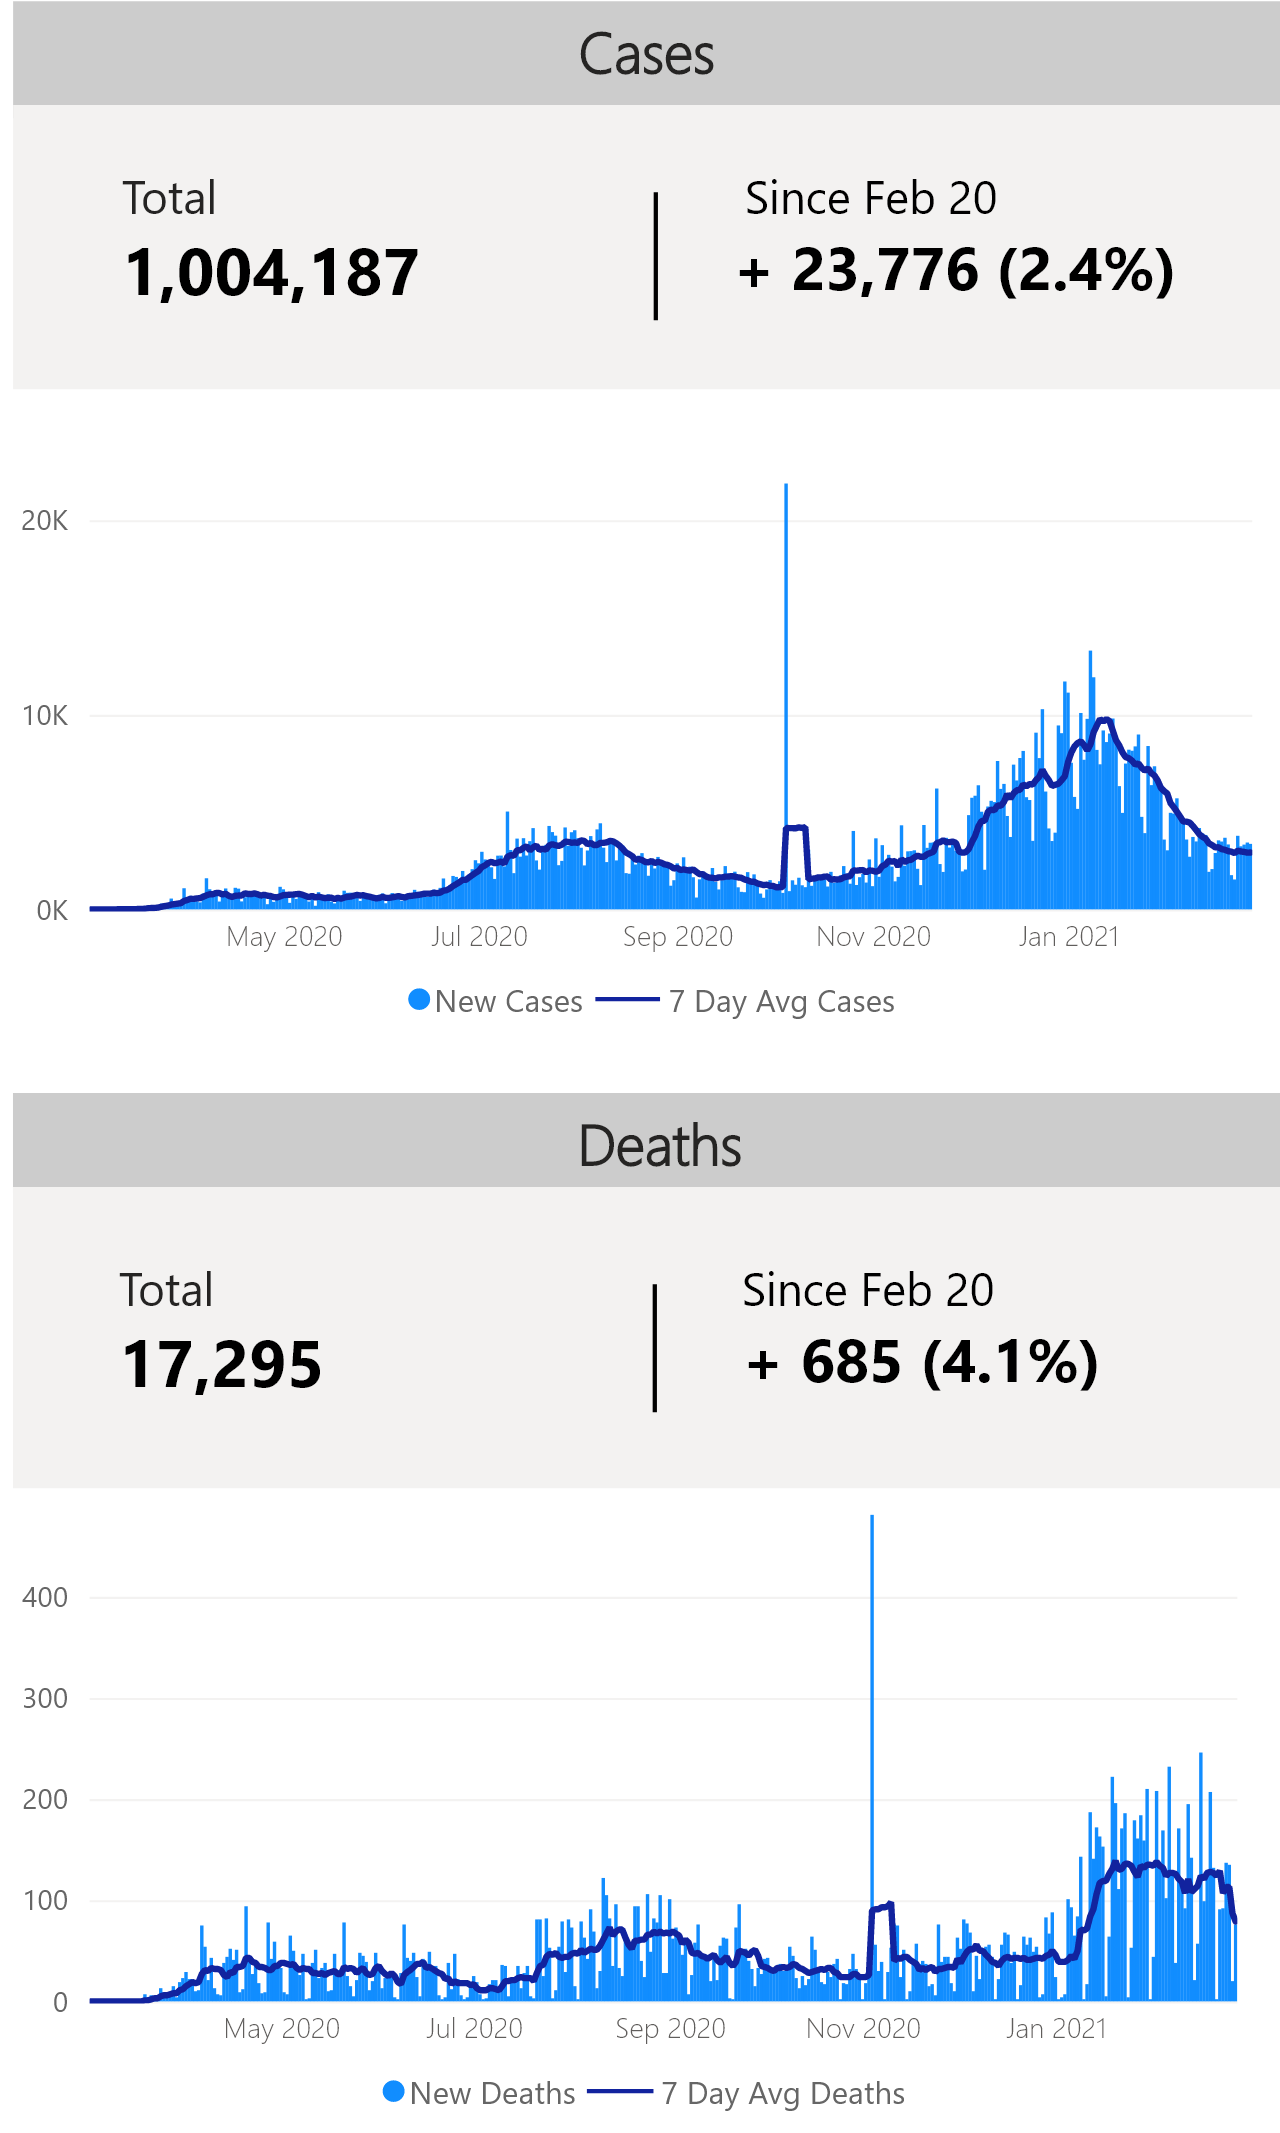 Cases
Total
Since Feb 20
1,004,187
+ 23,776 (2.4%)
20K
10K
0K
May 2020
Jul 2020
Sep 2020
Nov 2020
Jan 2021
New Cases
7 Day Avg Cases
Deaths
Total
Since Feb 20
17,295
+ 685 (4.1%)
400
300
200
100
0
May 2020
Jul 2020
Sep 2020
Nov 2020
Jan 2021
New Deaths
7 Day Avg Deaths